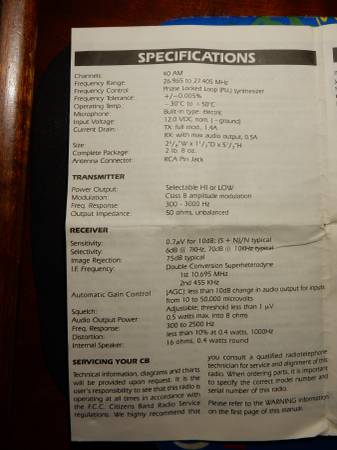 SPECIFICATIONS
Channels: 40 AM
Frequency Range: 26.965 to 27.405 MHz
Frequency Control: Phase Locked Loop (PLL) synthesizer
Frequency Tolerance: +/-0.005%
Operating Temp.: -30°C to +50°C
Microphone: Built-in type: Electric
Input Voltage: 12.0 VDC nom. ( - ground)
Current Drain: TX: full mod., 1.4A
RX: with max audio output, 0.5A
Size
Complete Package: 2 lb. 8 oz.
Antenna Connector: RCA Pin Jack
TRANSMITTER
Power Output: Selectable HI or LOW
Modulation: Class B amplitude modulation
Freq. Response: 300 - 3000 Hz
Output Impedance: 50 ohms, unbalanced
RECEIVER
Sensitivity: 0.7µV for 10dB; (S + N)/N typical
Selectivity: 6dB @ 7KHz, 70dB @ 10KHz typical
Image Rejection: 75dB typical
I.F. Frequency: Double Conversion Superheterodyne
1st 10.695 MHz
2nd 455 KHz
Automatic Gain Control (AGC): less than 10dB change in audio output for inputs
from 10 to 50,000 microvolts
Squelch: Adjustable; threshold less than 1 µV
Audio Output Power: 0.5 watts max. into 8 ohms
Freq. Response: 300 to 2500 Hz
Distortion: less than 10% at 0.4 watts, 1000Hz
Internal Speaker: 16 ohms, 0.4 watts round
SERVICING YOUR CB
Technical information, diagrams and charts
will be provided upon request. It is the
user's responsibility to see that this radio is
operating at all times in accordance with
the F.C.C. Citizens Band Radio Service
regulations. We highly recommend that
you consult a qualified radiotelephone
technician for service and alignment of this
radio. When ordering parts, it is important
to specify the correct model number and
serial number of this radio.
Please refer to the WARNING information
on the first page of this manual.